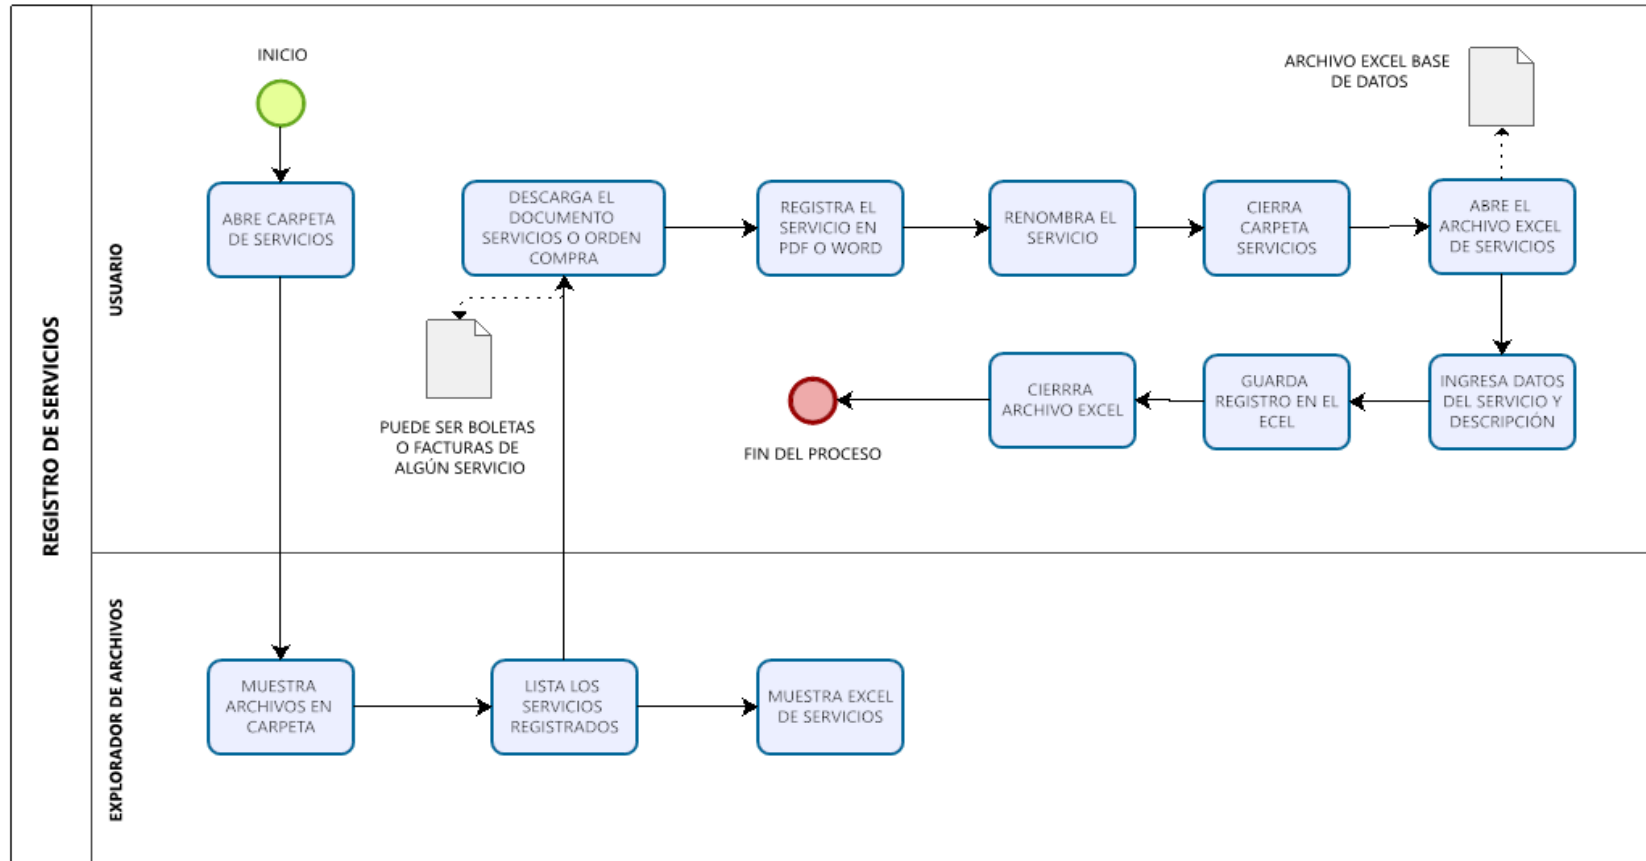 REGISTRO DE SERVICIOS
USUARIO
INICIO
ABRE CARPETA
DE SERVICIOS
DESCARGA EL
DOCUMENTO
SERVICIOS O ORDEN
COMPRA
REGISTRA EL
SERVICIO EN
PDF O WORD
RENOMBRA EL
SERVICIO
CIERRA
CARPETA
SERVICIOS
ARCHIVO EXCEL BASE
DE DATOS
ABRE EL
ARCHIVO EXCEL
DE SERVICIOS
PUEDE SER BOLETAS
O FACTURAS DE
ALGÚN SERVICIO
FIN DEL PROCESO
CIERRRA
ARCHIVO EXCEL
GUARDA
REGISTRO EN EL
ECEL
INGRESA DATOS
DEL SERVICIO Y
DESCRIPCIÓN
EXPLORADOR DE ARCHIVOS
MUESTRA
ARCHIVOS EN
CARPETA
LISTA LOS
SERVICIOS
REGISTRADOS
MUESTRA EXCEL
DE SERVICIOS